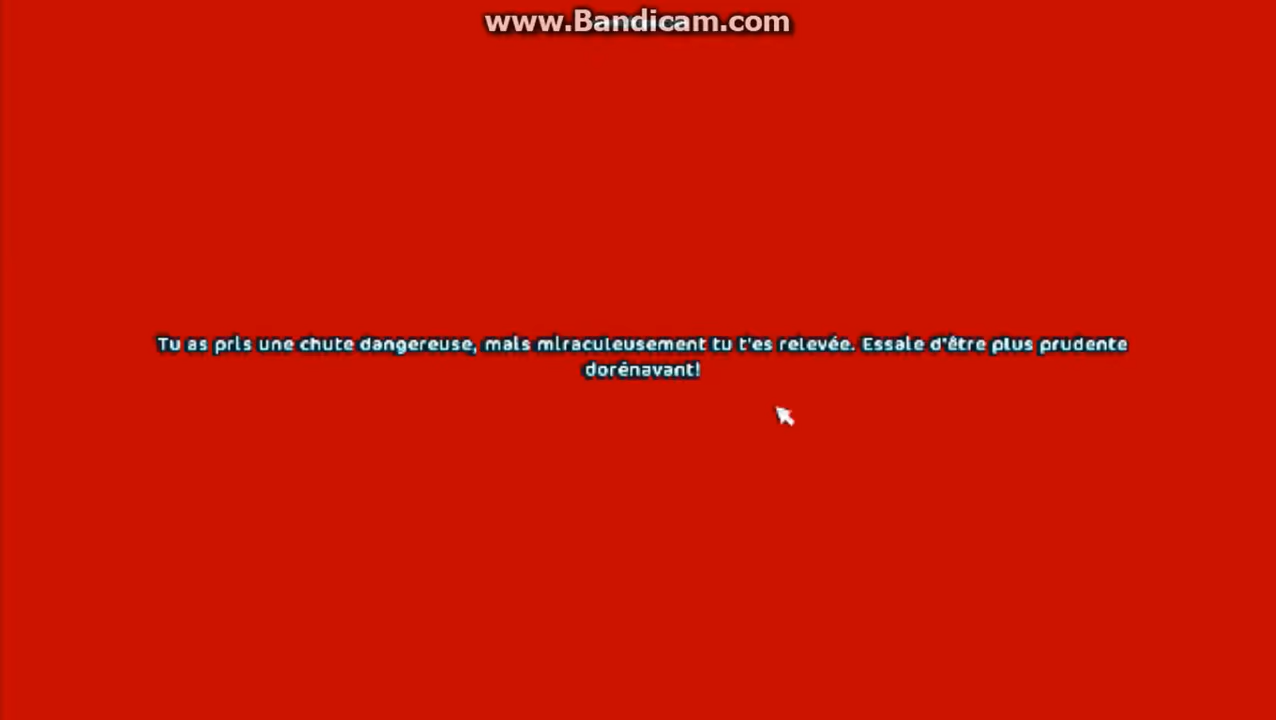 www.Bandicam.com
Tu as pris une chute dangereuse, mais miraculeusement tu t'es relevée. Essaie d'être plus prudente
dorénavant!